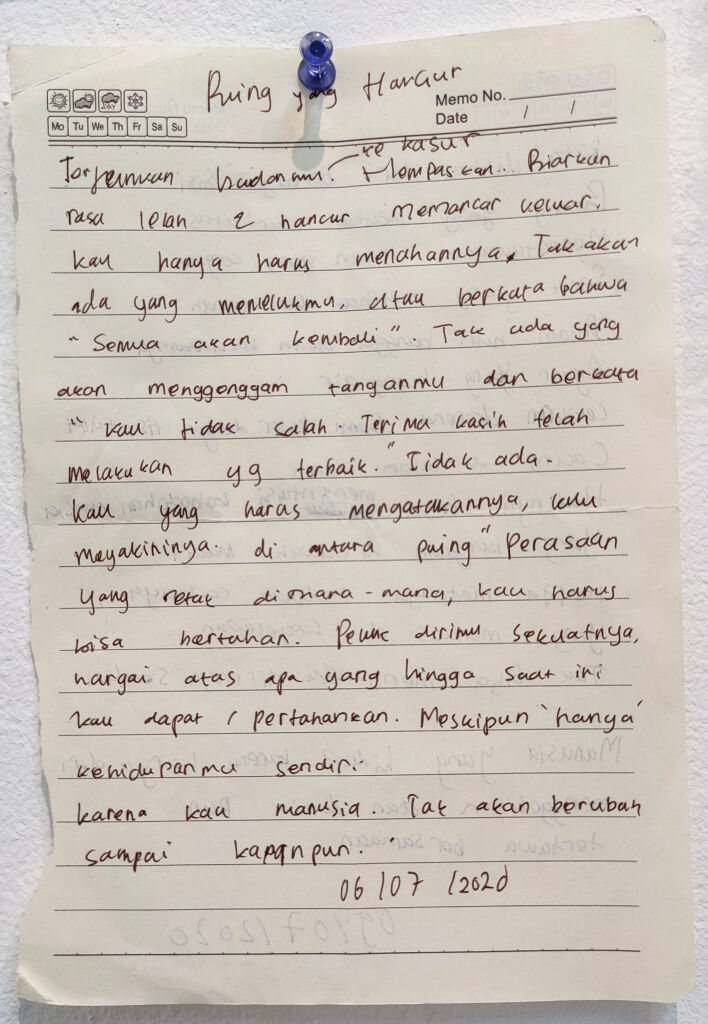 Puing yang Hancur
Memo No.
Mo Tu We Th Fr Sa Su
Date / /
ke kasur
Terjunkan badanmu. Hempaskan.. Biarkan
rasa lelah & hancur memancar keluar.
kau hanya harus menahannya. Tak akan
ada yang memelukmu, atau berkata bahwa
"Semua akan kembali". Tak ada yang
akan menggenggam tanganmu dan berkata
"kau tidak salah. Terima kasih telah
melakukan yg terbaik." Tidak ada.
Kau yang harus mengatakannya, lalu
meyakininya. di antara puing" perasaan
yang retak dimana-mana, kau harus
bisa bertahan. Peluk dirimu sekuatnya,
hargai atas apa yang hingga saat ini
kau dapat / pertahankan. Meskipun 'hanya'
kehidupanmu sendiri
karena kau manusia. Tak akan berubah
sampai kapanpun.
06/07/2020
09/07/2020